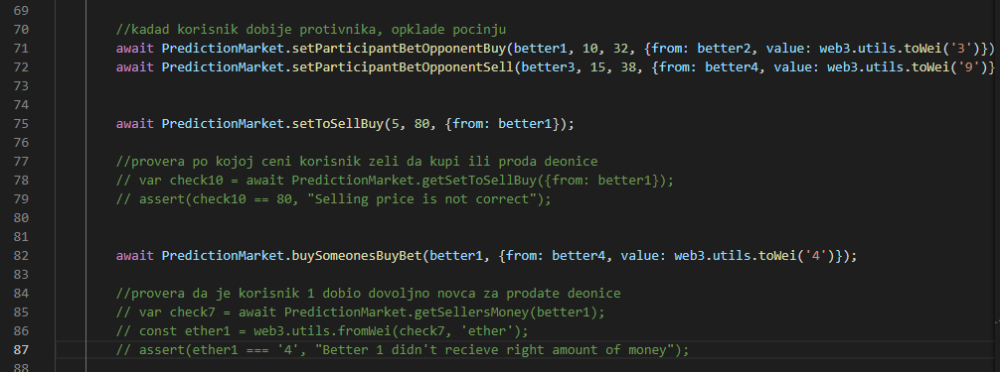 69
70 //kadad korisnik dobije protivnika, opklade pocinju
71 await PredictionMarket.setParticipantBetOpponentBuy(better1, 10, 32, {from: better2, value: web3.utils.toWei('3')})
72 await PredictionMarket.setParticipantBetOpponentSell(better3, 15, 38, {from: better4, value: web3.utils.toWei('9')}
73
74
75 await PredictionMarket.setToSellBuy(5, 80, {from: better1});
76
77 //provera po kojoj ceni korisnik zeli da kupi ili proda deonice
78 // var check10 = await PredictionMarket.getSetToSellBuy({from: better1});
79 // assert(check10 == 80, "Selling price is not correct");
80
81
82 await PredictionMarket.buySomeonesBuyBet(better1, {from: better4, value: web3.utils.toWei('4')});
83
84 //provera da je korisnik 1 dobio dovoljno novca za prodate deonice
85 // var check7 = await PredictionMarket.getSellersMoney(better1);
86 // const ether1 = web3.utils.fromWei(check7, 'ether');
87 // assert(ether1 === '4', "Better 1 didn't recieve right amount of money");
88